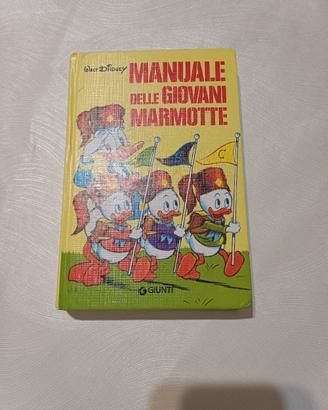 WALT DISNEY
MANUALE
DELLE GIOVANI
MARMOTTE
C
G GIUNTI